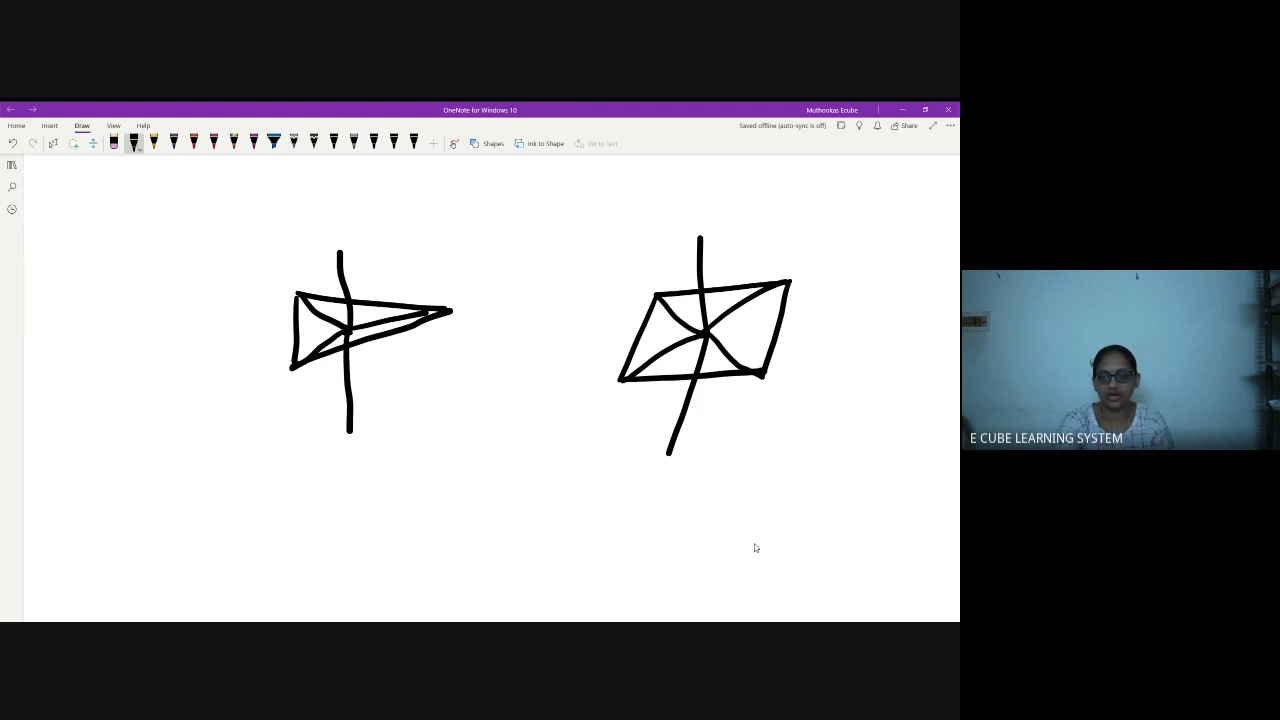 OneNote for Windows 10
Muthookas Ecube
Home Insert Draw View Help
Saved offline (auto-sync is off) Share
Shapes Ink to Shape Ink to Text
E CUBE LEARNING SYSTEM